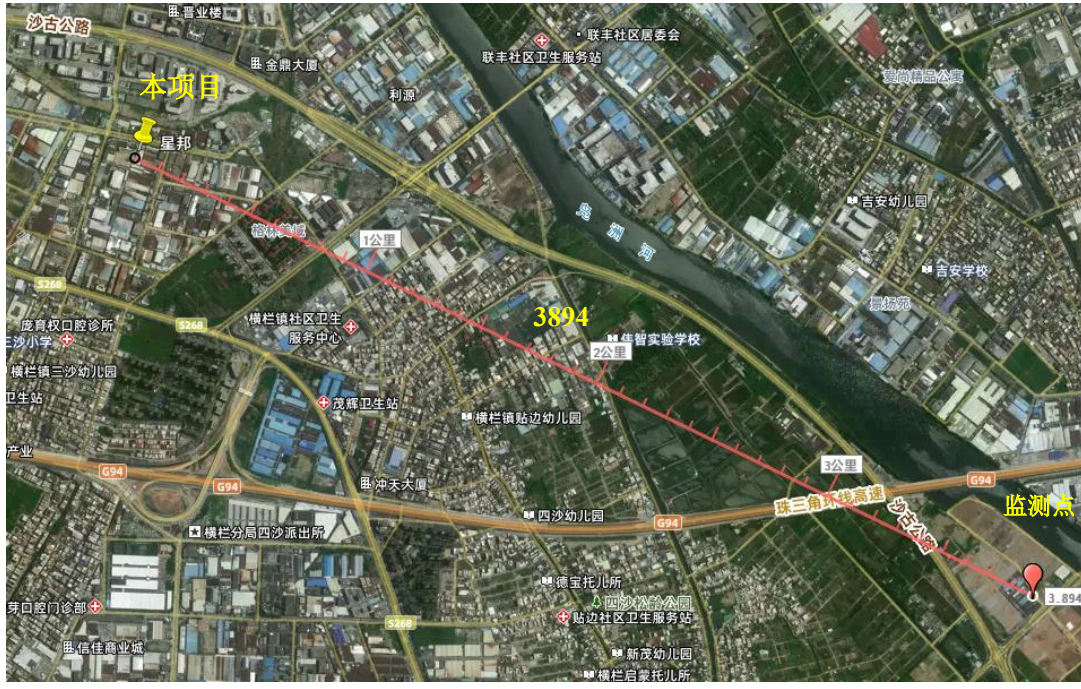 晋业楼
沙古公路
联丰社区居委会
联丰社区卫生服务站
金鼎大厦
爱尚精品公寓
本项目
利源
星邦
吉安幼儿园
格林美域
1公里
兜洲河
吉安学校
S268
景扬苑
3894
庞育权口腔诊所
S268
横栏镇社区卫生
服务中心
三沙小学
伟智实验学校
2公里
横栏镇三沙幼儿园
卫生站
茂辉卫生站
横栏镇贴边幼儿园
产业
3公里
G94
G94
冲天大厦
G94
珠三角环线高速
监测点
四沙幼儿园
G94
沙古公路
横栏分局四沙派出所
德宝托儿所
3.894
四沙松龄公园
芽口腔门诊部
贴边社区卫生服务站
S268
信佳商业城
新茂幼儿园
横栏启蒙托儿所